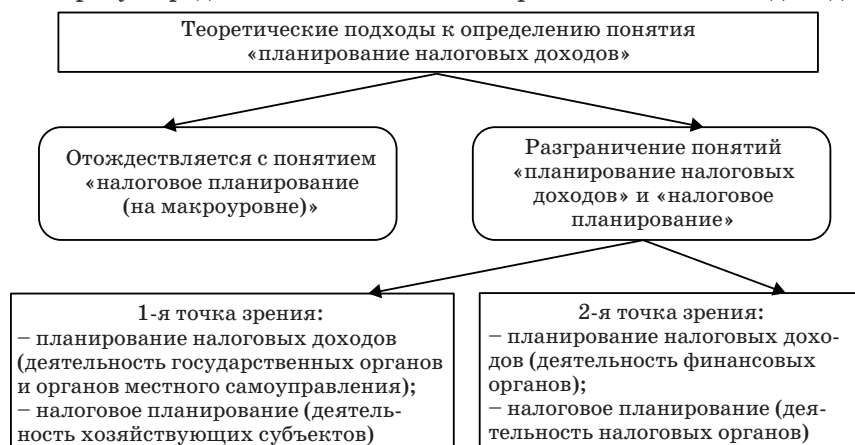 Теоретические подходы к определению понятия
«планирование налоговых доходов»
Отождествляется с понятием
«налоговое планирование
(на макроуровне)»
Разграничение понятий
«планирование налоговых
доходов» и «налоговое
планирование»
1-я точка зрения:
– планирование налоговых доходов
(деятельность государственных органов
и органов местного самоуправления);
– налоговое планирование (деятель-
ность хозяйствующих субъектов)
2-я точка зрения:
– планирование налоговых дохо-
дов (деятельность финансовых
органов);
– налоговое планирование (дея-
тельность налоговых органов)